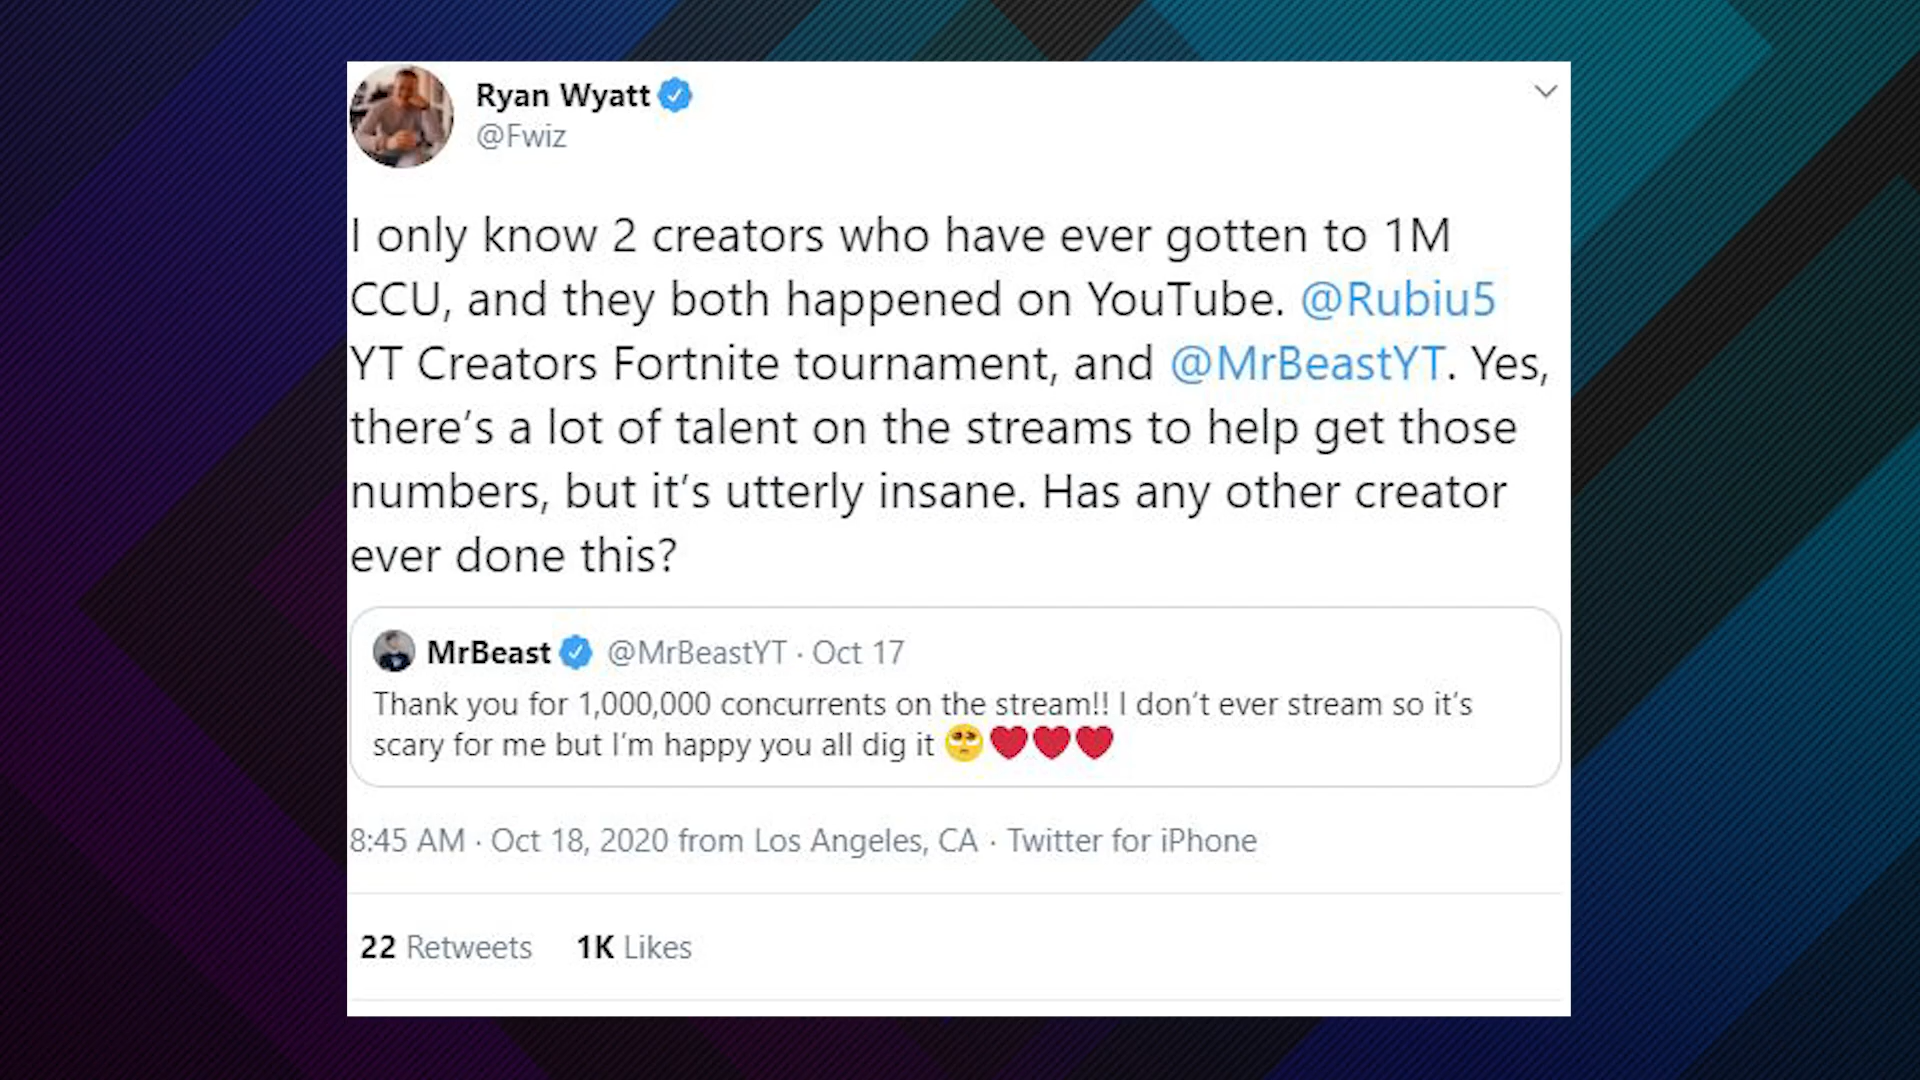 Ryan Wyatt
@Fwiz
I only know 2 creators who have ever gotten to 1M
CCU, and they both happened on YouTube. @Rubiu5
YT Creators Fortnite tournament, and @MrBeastYT. Yes,
there’s a lot of talent on the streams to help get those
numbers, but it’s utterly insane. Has any other creator
ever done this?
MrBeast @MrBeastYT · Oct 17
Thank you for 1,000,000 concurrents on the stream!! I don’t ever stream so it’s
scary for me but I’m happy you all dig it 🥺❤️❤️❤️
8:45 AM · Oct 18, 2020 from Los Angeles, CA · Twitter for iPhone
22 Retweets 1K Likes